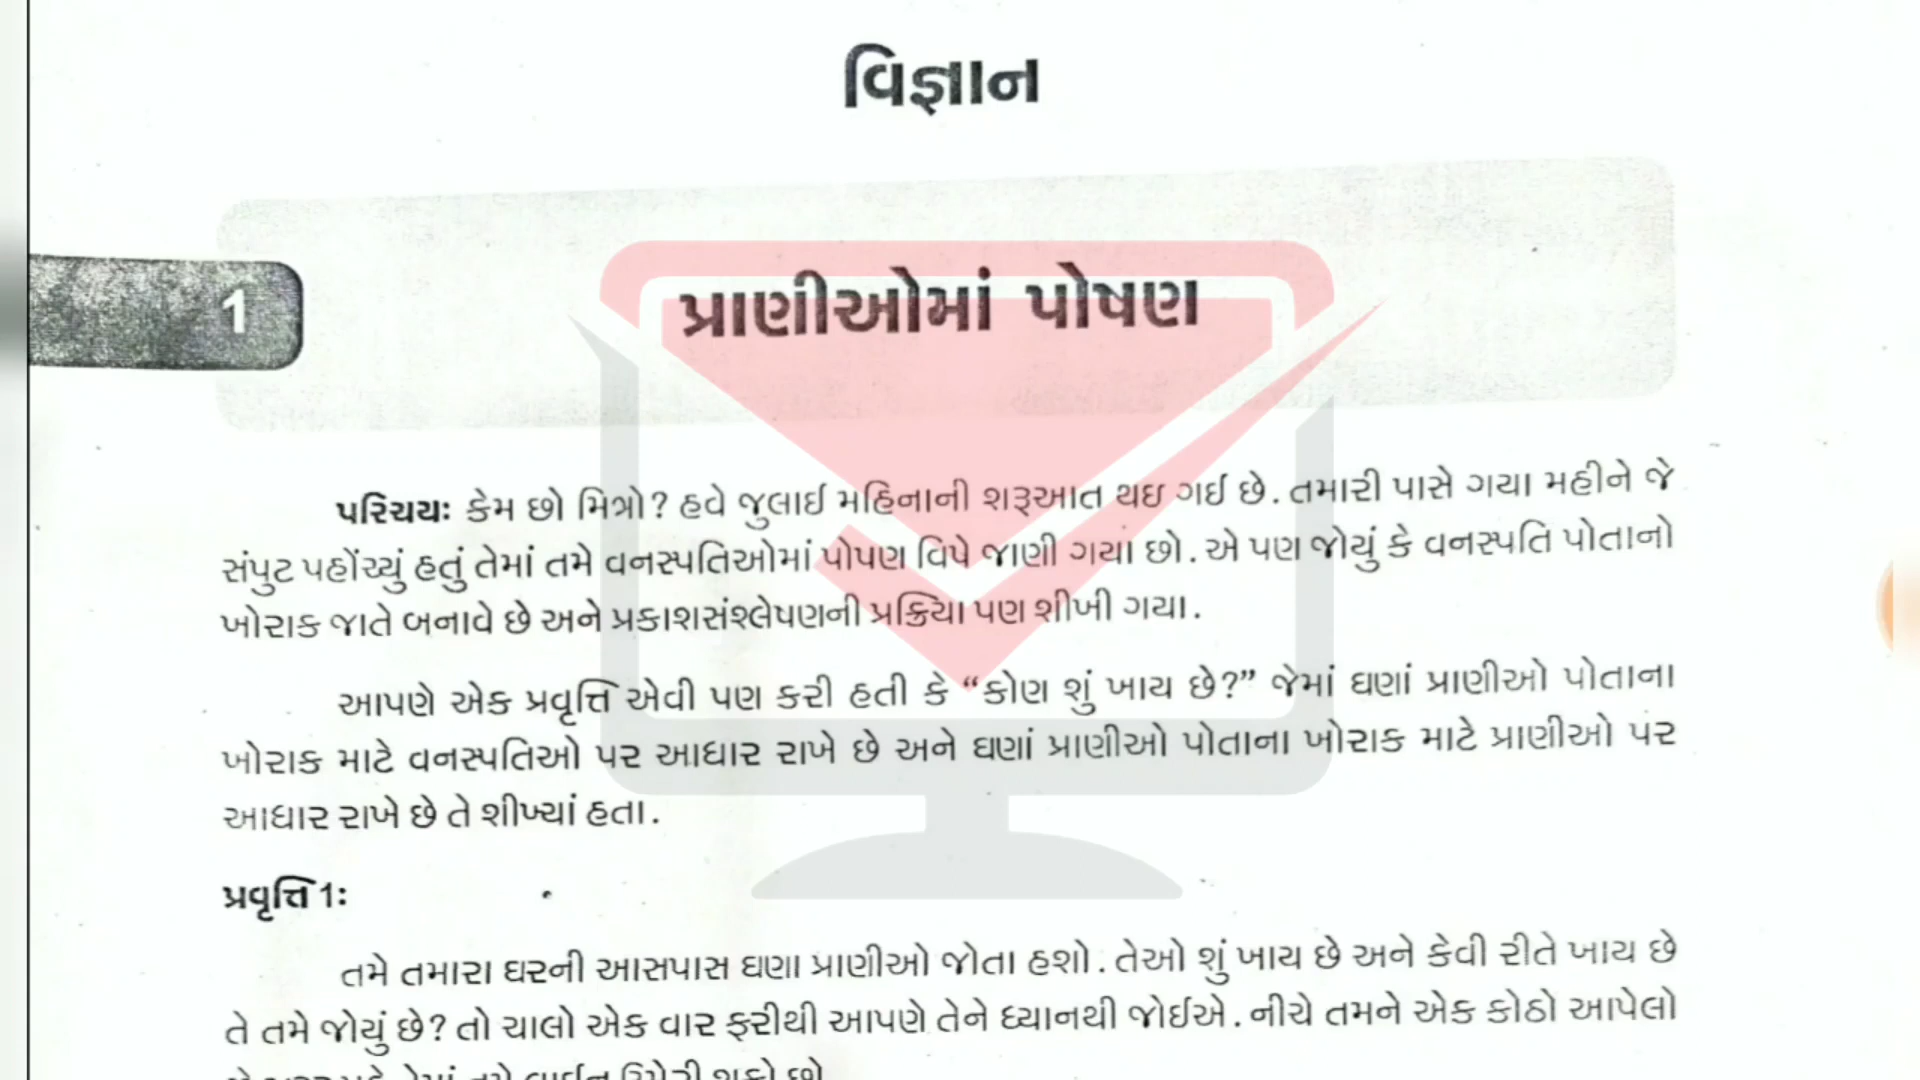 વિજ્ઞાન
1
પ્રાણીઓમાં પોષણ
પરિચયઃ કેમ છો મિત્રો? હવે જુલાઈ મહિનાની શરૂઆત થઇ ગઈ છે. તમારી પાસે ગયા મહીને જે
સંપુટ પહોંચ્યું હતું તેમાં તમે વનસ્પતિઓમાં પોષણ વિષે જાણી ગયા છો. એ પણ જોયું કે વનસ્પતિ પોતાનો
ખોરાક જાતે બનાવે છે અને પ્રકાશસંશ્લેષણની પ્રક્રિયા પણ શીખી ગયા.
આપણે એક પ્રવૃત્તિ એવી પણ કરી હતી કે “કોણ શું ખાય છે?” જેમાં ઘણાં પ્રાણીઓ પોતાના
ખોરાક માટે વનસ્પતિઓ પર આધાર રાખે છે અને ઘણાં પ્રાણીઓ પોતાના ખોરાક માટે પ્રાણીઓ પર
આધાર રાખે છે તે શીખ્યાં હતા.
પ્રવૃત્તિ 1ઃ
તમે તમારા ઘરની આસપાસ ઘણા પ્રાણીઓ જોતા હશો. તેઓ શું ખાય છે અને કેવી રીતે ખાય છે
તે તમે જોયું છે? તો ચાલો એક વાર ફરીથી આપણે તેને ધ્યાનથી જોઈએ. નીચે તમને એક કોઠો આપેલો